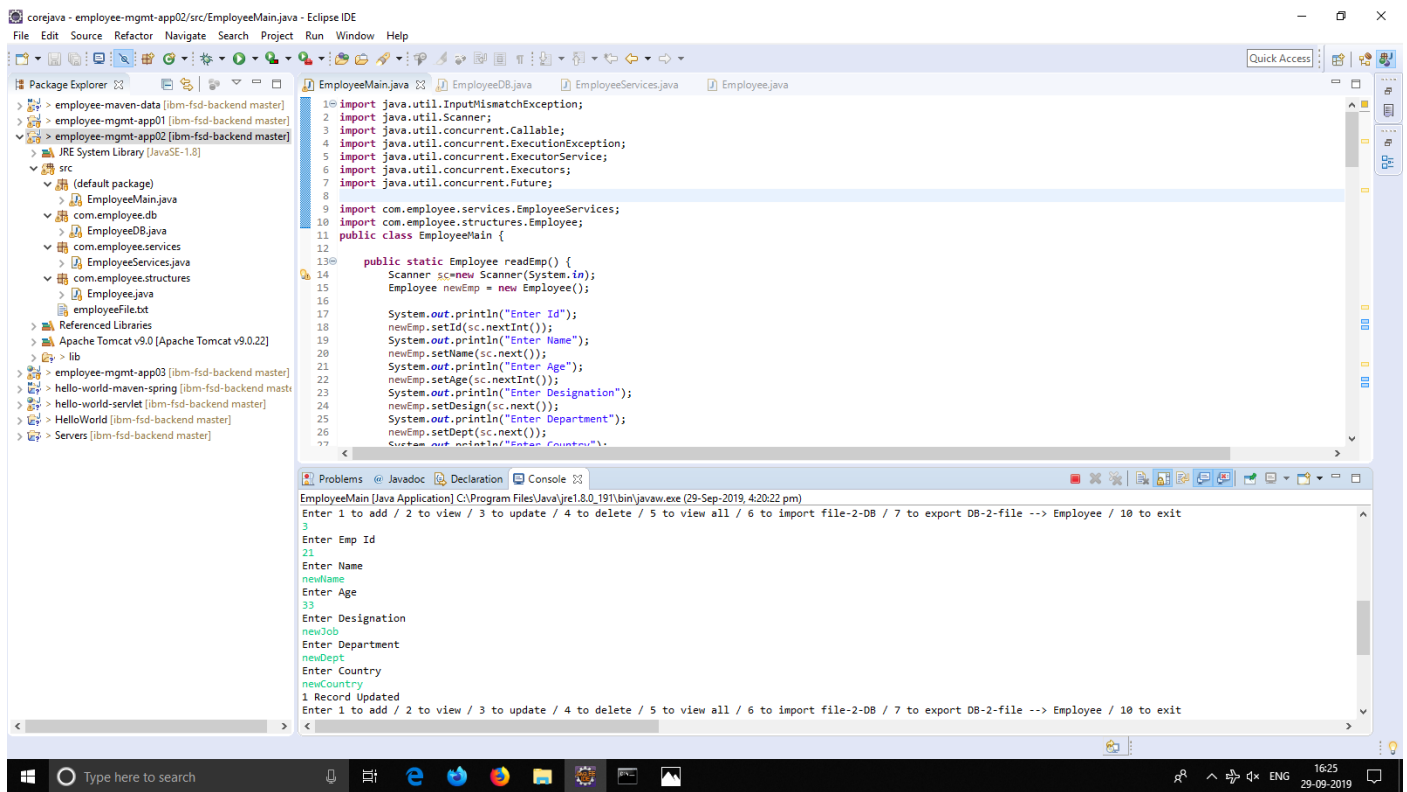 corejava - employee-mgmt-app02/src/EmployeeMain.java - Eclipse IDE
File Edit Source Refactor Navigate Search Project Run Window Help
Quick Access
Package Explorer
> employee-maven-data [ibm-fsd-backend master]
> employee-mgmt-app01 [ibm-fsd-backend master]
> employee-mgmt-app02 [ibm-fsd-backend master]
JRE System Library [JavaSE-1.8]
src
(default package)
EmployeeMain.java
com.employee.db
EmployeeDB.java
com.employee.services
EmployeeServices.java
com.employee.structures
Employee.java
employeeFile.txt
Referenced Libraries
Apache Tomcat v9.0 [Apache Tomcat v9.0.22]
> lib
> employee-mgmt-app03 [ibm-fsd-backend master]
> hello-world-maven-spring [ibm-fsd-backend maste
> hello-world-servlet [ibm-fsd-backend master]
> HelloWorld [ibm-fsd-backend master]
> Servers [ibm-fsd-backend master]
EmployeeMain.java EmployeeDB.java EmployeeServices.java Employee.java
1 import java.util.InputMismatchException;
2 import java.util.Scanner;
3 import java.util.concurrent.Callable;
4 import java.util.concurrent.ExecutionException;
5 import java.util.concurrent.ExecutorService;
6 import java.util.concurrent.Executors;
7 import java.util.concurrent.Future;
8
9 import com.employee.services.EmployeeServices;
10 import com.employee.structures.Employee;
11 public class EmployeeMain {
12
13 public static Employee readEmp() {
14 Scanner sc=new Scanner(System.in);
15 Employee newEmp = new Employee();
16
17 System.out.println("Enter Id");
18 newEmp.setId(sc.nextInt());
19 System.out.println("Enter Name");
20 newEmp.setName(sc.next());
21 System.out.println("Enter Age");
22 newEmp.setAge(sc.nextInt());
23 System.out.println("Enter Designation");
24 newEmp.setDesign(sc.next());
25 System.out.println("Enter Department");
26 newEmp.setDept(sc.next());
27 System.out.println("Enter Country");
Problems Javadoc Declaration Console
EmployeeMain [Java Application] C:\Program Files\Java\jre1.8.0_191\bin\javaw.exe (29-Sep-2019, 4:20:22 pm)
Enter 1 to add / 2 to view / 3 to update / 4 to delete / 5 to view all / 6 to import file-2-DB / 7 to export DB-2-file --> Employee / 10 to exit
3
Enter Emp Id
21
Enter Name
newName
Enter Age
33
Enter Designation
newJob
Enter Department
newDept
Enter Country
newCountry
1 Record Updated
Enter 1 to add / 2 to view / 3 to update / 4 to delete / 5 to view all / 6 to import file-2-DB / 7 to export DB-2-file --> Employee / 10 to exit
Type here to search
ENG
16:25
29-09-2019